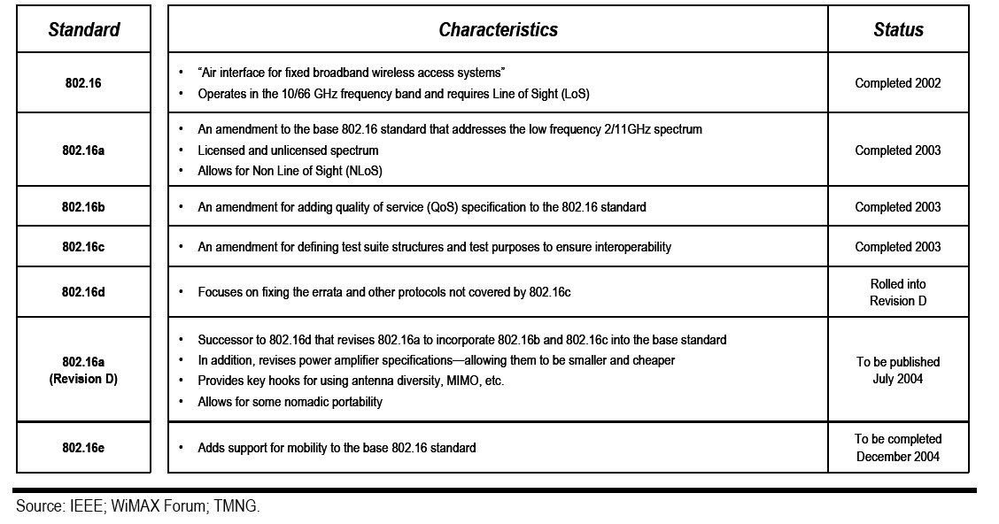 Standard
Characteristics
Status
802.16
• “Air interface for fixed broadband wireless access systems”
• Operates in the 10/66 GHz frequency band and requires Line of Sight (LoS)
Completed 2002
802.16a
• An amendment to the base 802.16 standard that addresses the low frequency 2/11GHz spectrum
• Licensed and unlicensed spectrum
• Allows for Non Line of Sight (NLoS)
Completed 2003
802.16b
• An amendment for adding quality of service (QoS) specification to the 802.16 standard
Completed 2003
802.16c
• An amendment for defining test suite structures and test purposes to ensure interoperability
Completed 2003
802.16d
• Focuses on fixing the errata and other protocols not covered by 802.16c
Rolled into
Revision D
802.16a
(Revision D)
• Successor to 802.16d that revises 802.16a to incorporate 802.16b and 802.16c into the base standard
• In addition, revises power amplifier specifications—allowing them to be smaller and cheaper
• Provides key hooks for using antenna diversity, MIMO, etc.
• Allows for some nomadic portability
To be published
July 2004
802.16e
• Adds support for mobility to the base 802.16 standard
To be completed
December 2004
Source: IEEE; WiMAX Forum; TMNG.